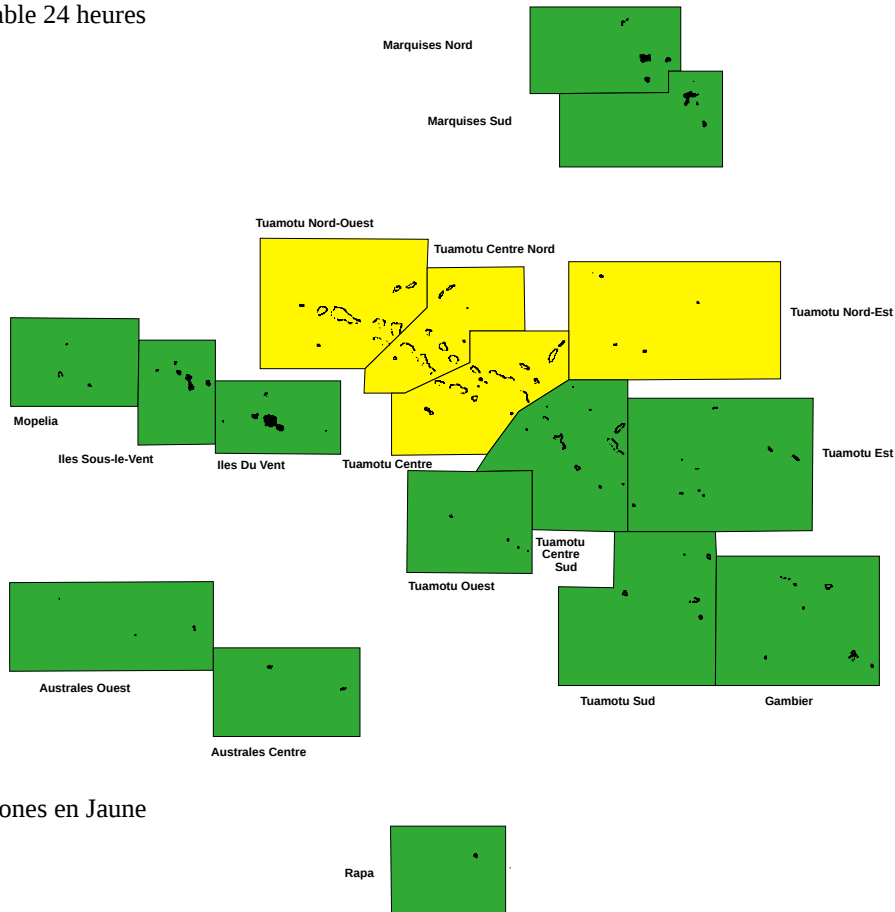 able 24 heures
Marquises Nord
Marquises Sud
Tuamotu Nord-Ouest
Tuamotu Centre Nord
Tuamotu Nord-Est
Mopelia
Iles Sous-le-Vent
Iles Du Vent
Tuamotu Centre
Tuamotu Est
Tuamotu
Centre
Sud
Tuamotu Ouest
Australes Ouest
Tuamotu Sud
Gambier
Australes Centre
ones en Jaune
Rapa